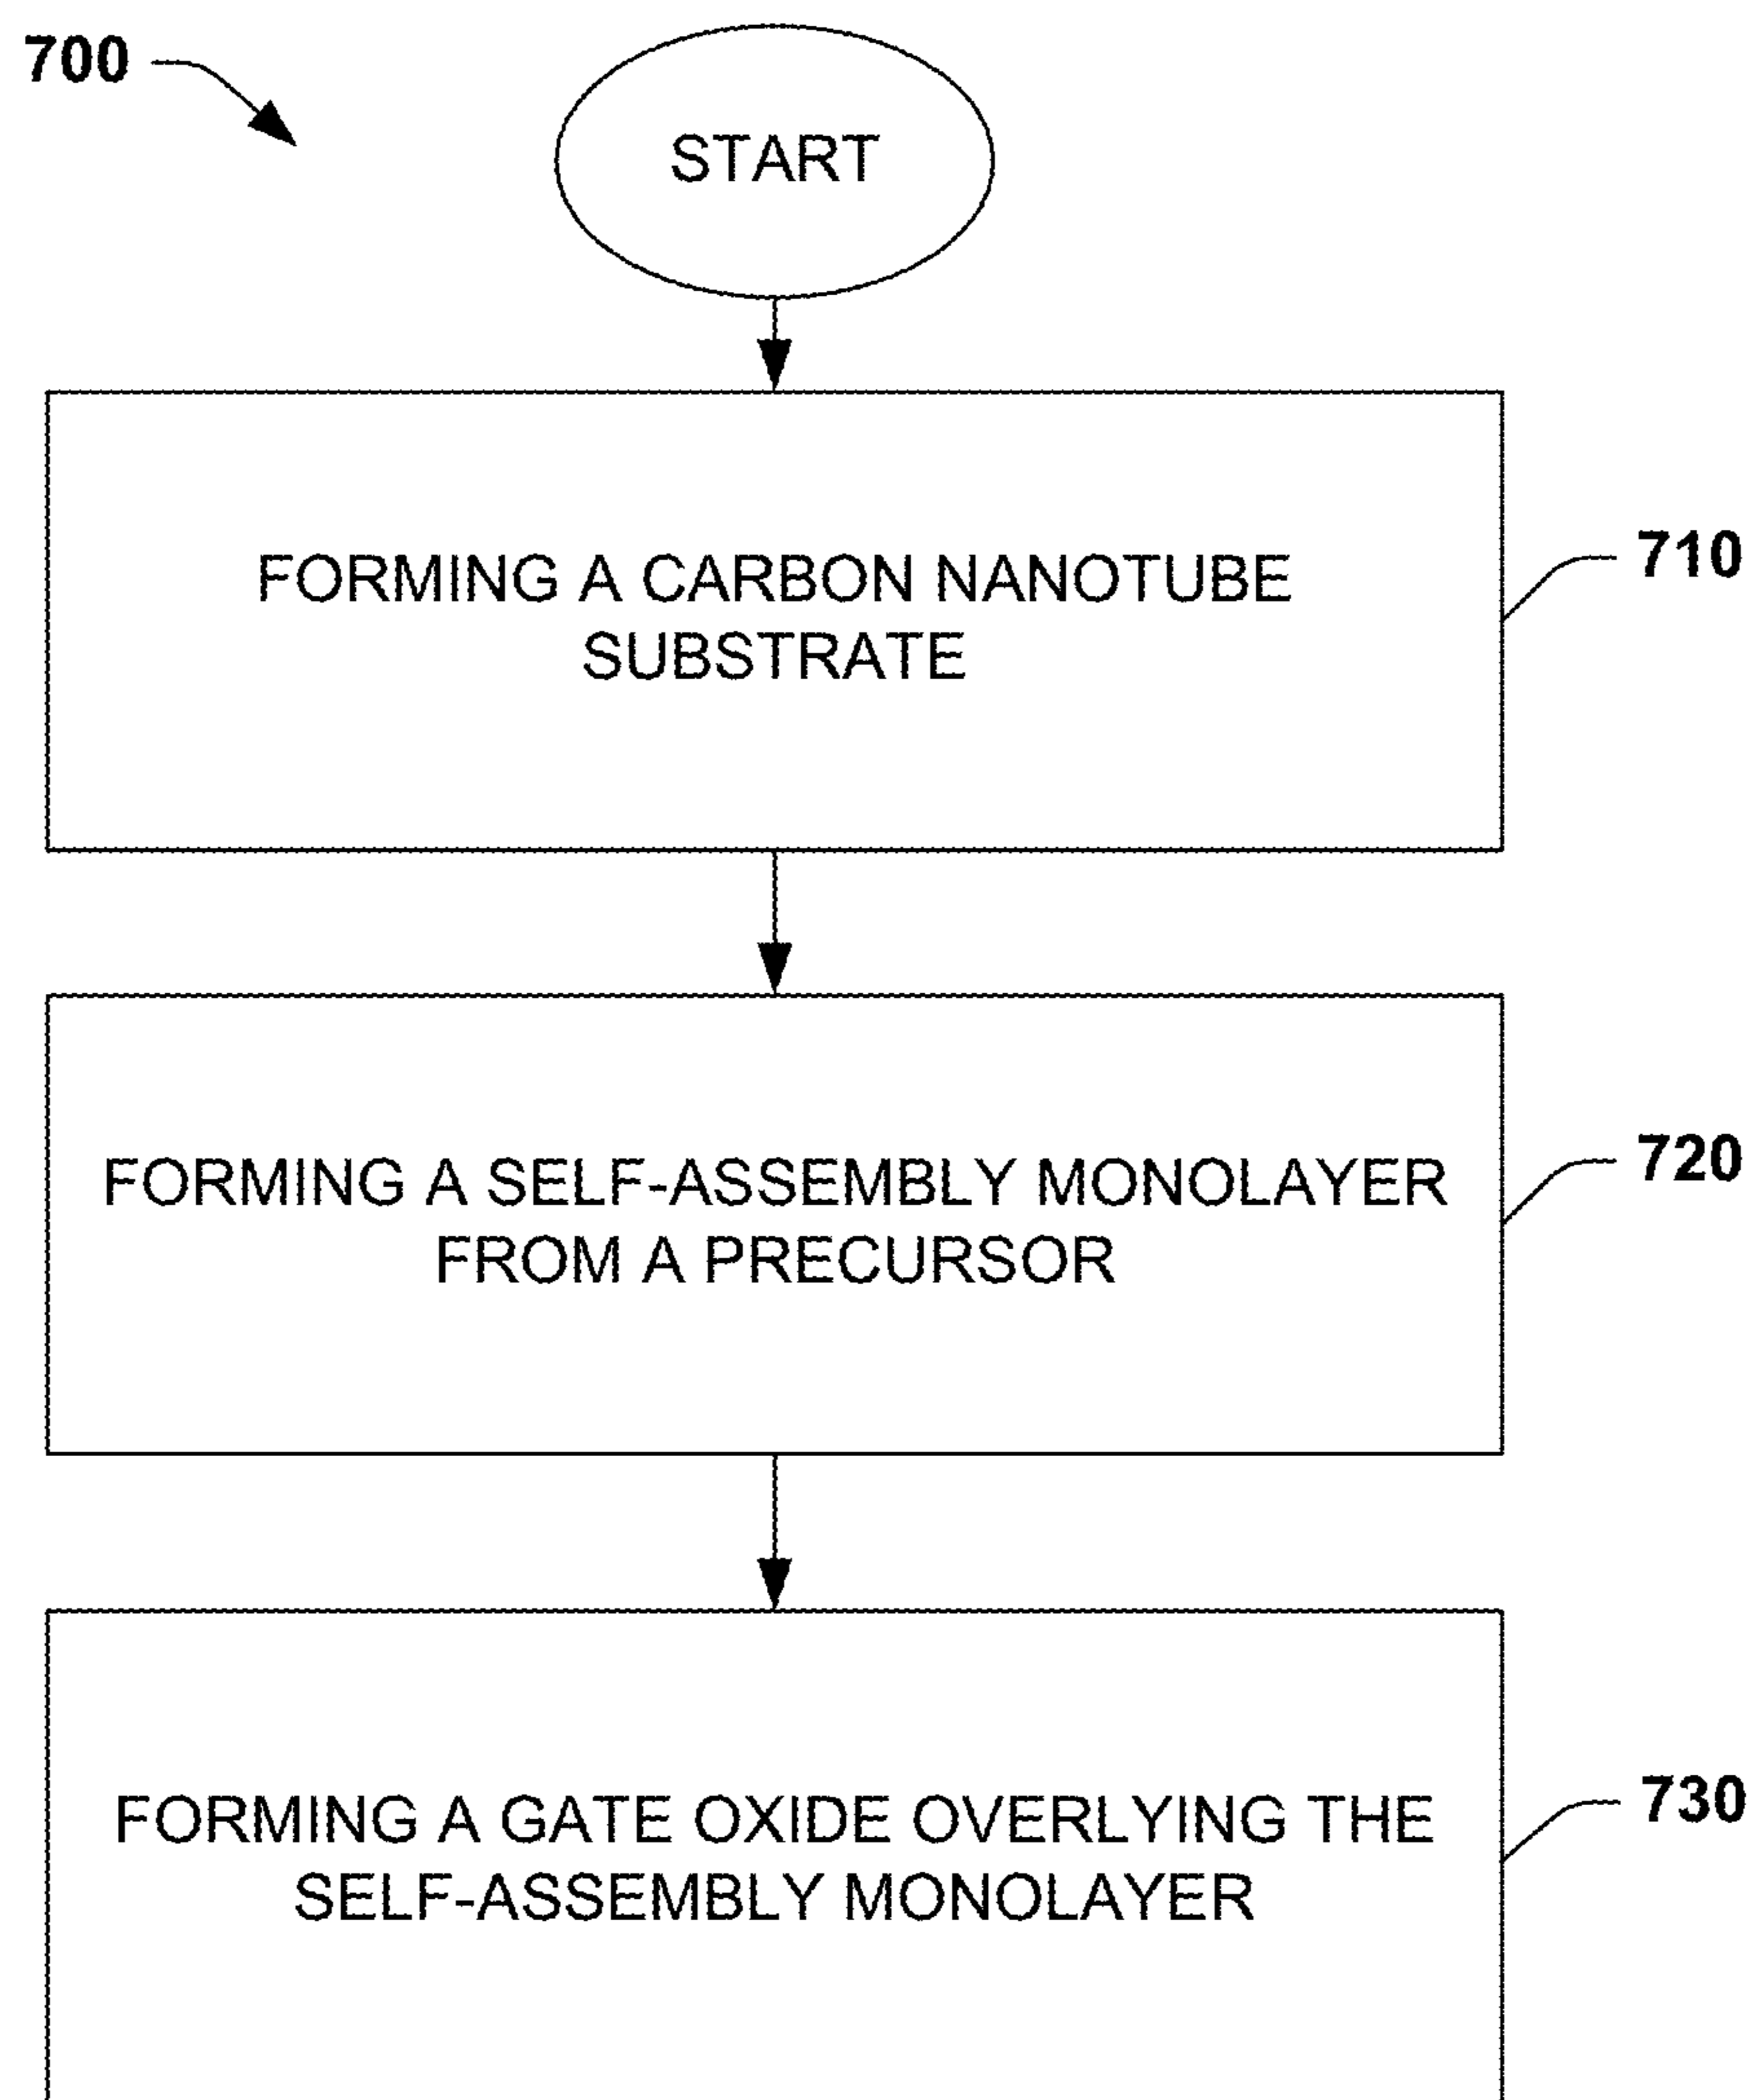 700
START
FORMING A CARBON NANOTUBE
SUBSTRATE
710
FORMING A SELF-ASSEMBLY MONOLAYER
FROM A PRECURSOR
720
FORMING A GATE OXIDE OVERLYING THE
SELF-ASSEMBLY MONOLAYER
730